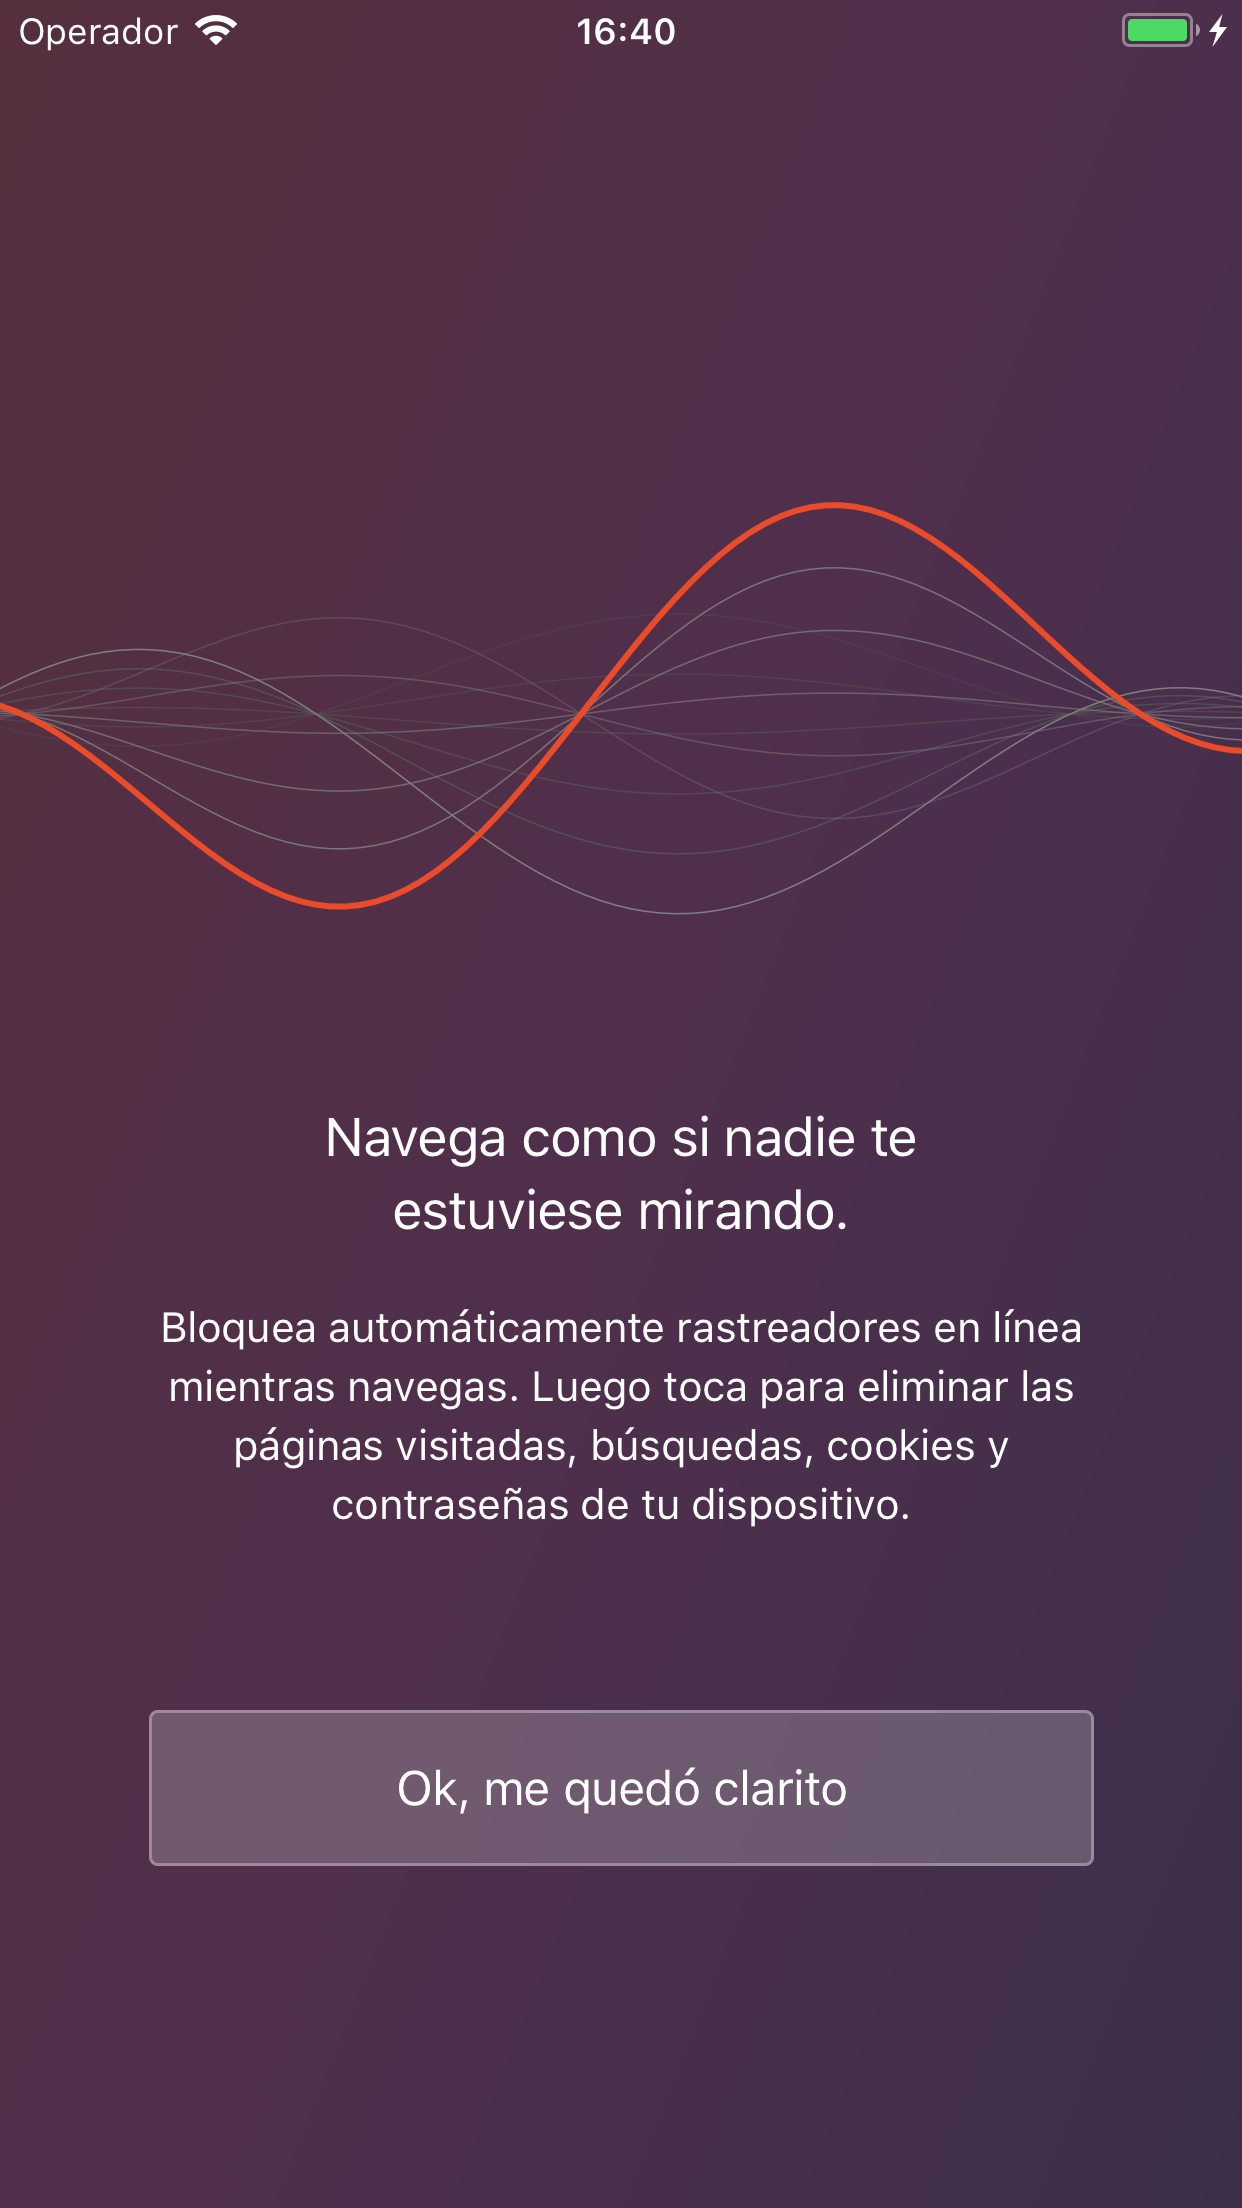 Operador
16:40
Navega como si nadie te
estuviese mirando.
Bloquea automáticamente rastreadores en línea
mientras navegas. Luego toca para eliminar las
páginas visitadas, búsquedas, cookies y
contraseñas de tu dispositivo.
Ok, me quedó clarito